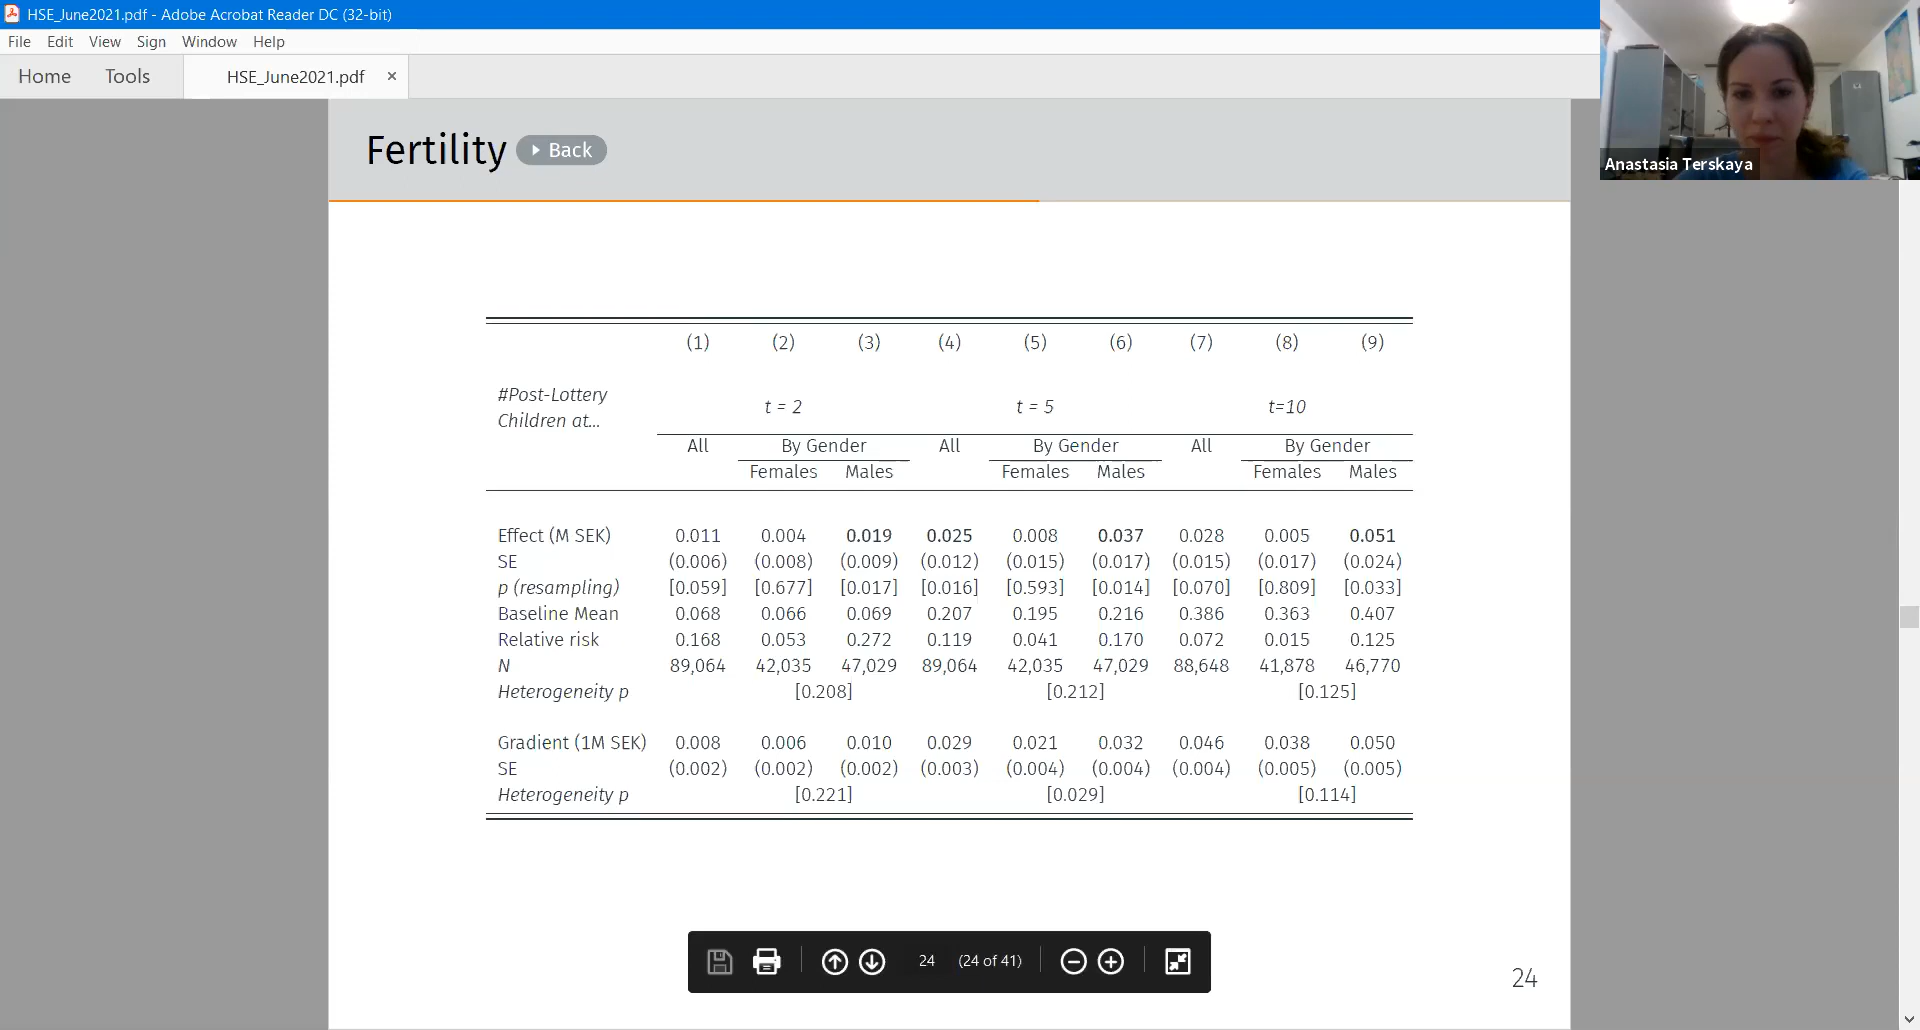 HSE_June2021.pdf - Adobe Acrobat Reader DC (32-bit)
File Edit View Sign Window Help
Home Tools HSE_June2021.pdf ×
Anastasia Terskaya
Fertility Back
(1) (2) (3) (4) (5) (6) (7) (8) (9)
#Post-Lottery
Children at... t = 2 t = 5 t=10
All By Gender All By Gender All By Gender
Females Males Females Males Females Males
Effect (M SEK) 0.011 0.004 0.019 0.025 0.008 0.037 0.028 0.005 0.051
SE (0.006) (0.008) (0.009) (0.012) (0.015) (0.017) (0.015) (0.017) (0.024)
p (resampling) [0.059] [0.677] [0.017] [0.016] [0.593] [0.014] [0.070] [0.809] [0.033]
Baseline Mean 0.068 0.066 0.069 0.207 0.195 0.216 0.386 0.363 0.407
Relative risk 0.168 0.053 0.272 0.119 0.041 0.170 0.072 0.015 0.125
N 89,064 42,035 47,029 89,064 42,035 47,029 88,648 41,878 46,770
Heterogeneity p [0.208] [0.212] [0.125]
Gradient (1M SEK) 0.008 0.006 0.010 0.029 0.021 0.032 0.046 0.038 0.050
SE (0.002) (0.002) (0.002) (0.003) (0.004) (0.004) (0.004) (0.005) (0.005)
Heterogeneity p [0.221] [0.029] [0.114]
24 (24 of 41)
24